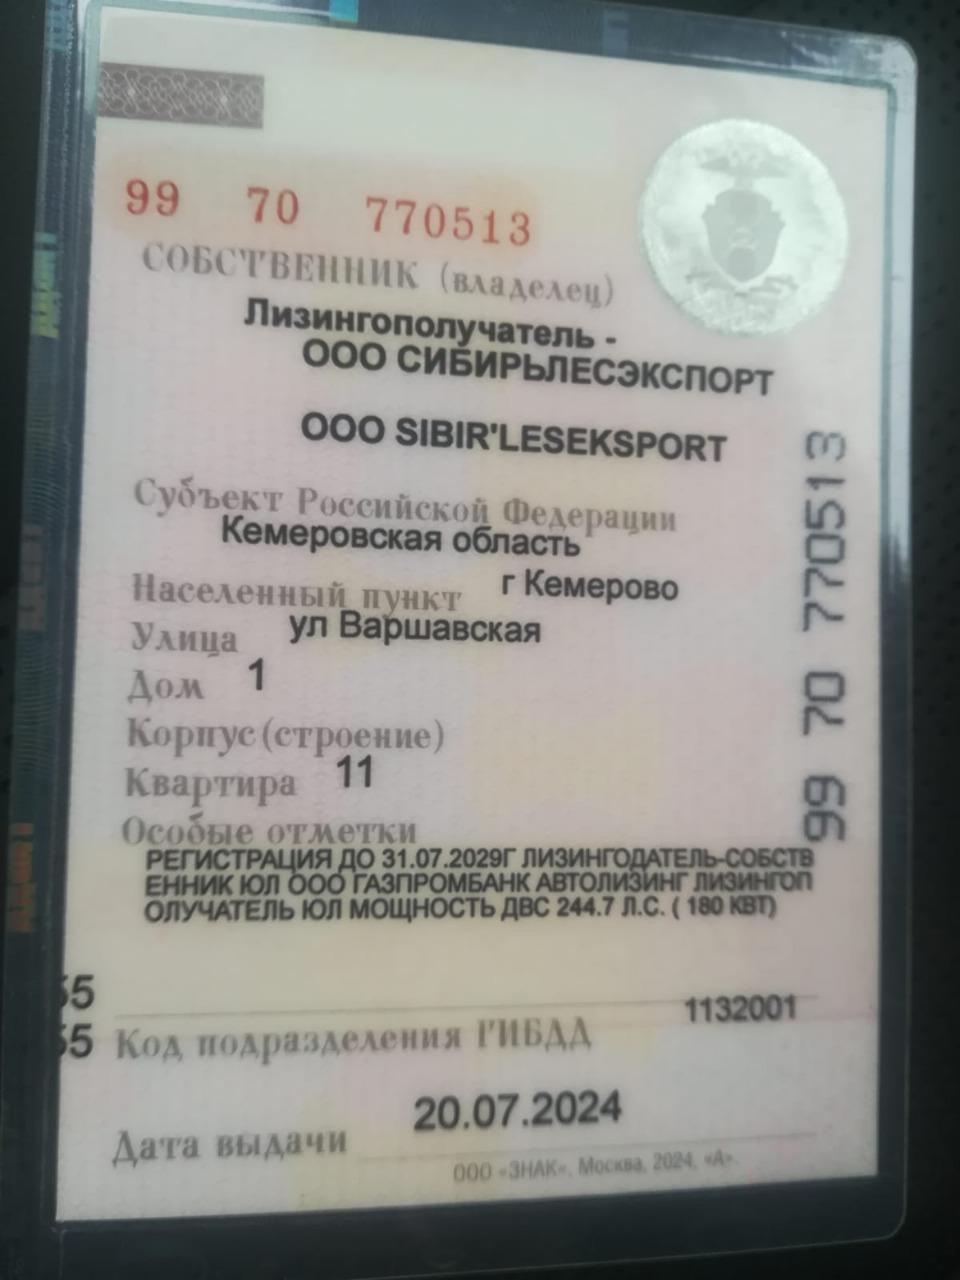 99 70 770513
СОБСТВЕННИК (владелец)
Лизингополучатель -
ООО СИБИРЬЛЕСЭКСПОРТ
ООО SIBIR'LESEKSPORT
Субъект Российской Федерации
Кемеровская область
Населенный пункт г Кемерово
Улица ул Варшавская
Дом 1
Корпус (строение)
Квартира 11
Особые отметки
РЕГИСТРАЦИЯ ДО 31.07.2029Г ЛИЗИНГОДАТЕЛЬ-СОБСТВ
ЕННИК ЮЛ ООО ГАЗПРОМБАНК АВТОЛИЗИНГ ЛИЗИНГОП
ОЛУЧАТЕЛЬ ЮЛ МОЩНОСТЬ ДВС 244.7 Л.С. ( 180 КВТ)
55
55
Код подразделения ГИБДД 1132001
Дата выдачи 20.07.2024
ООО «ЗНАК», Москва, 2024, «А».
99 70 770513